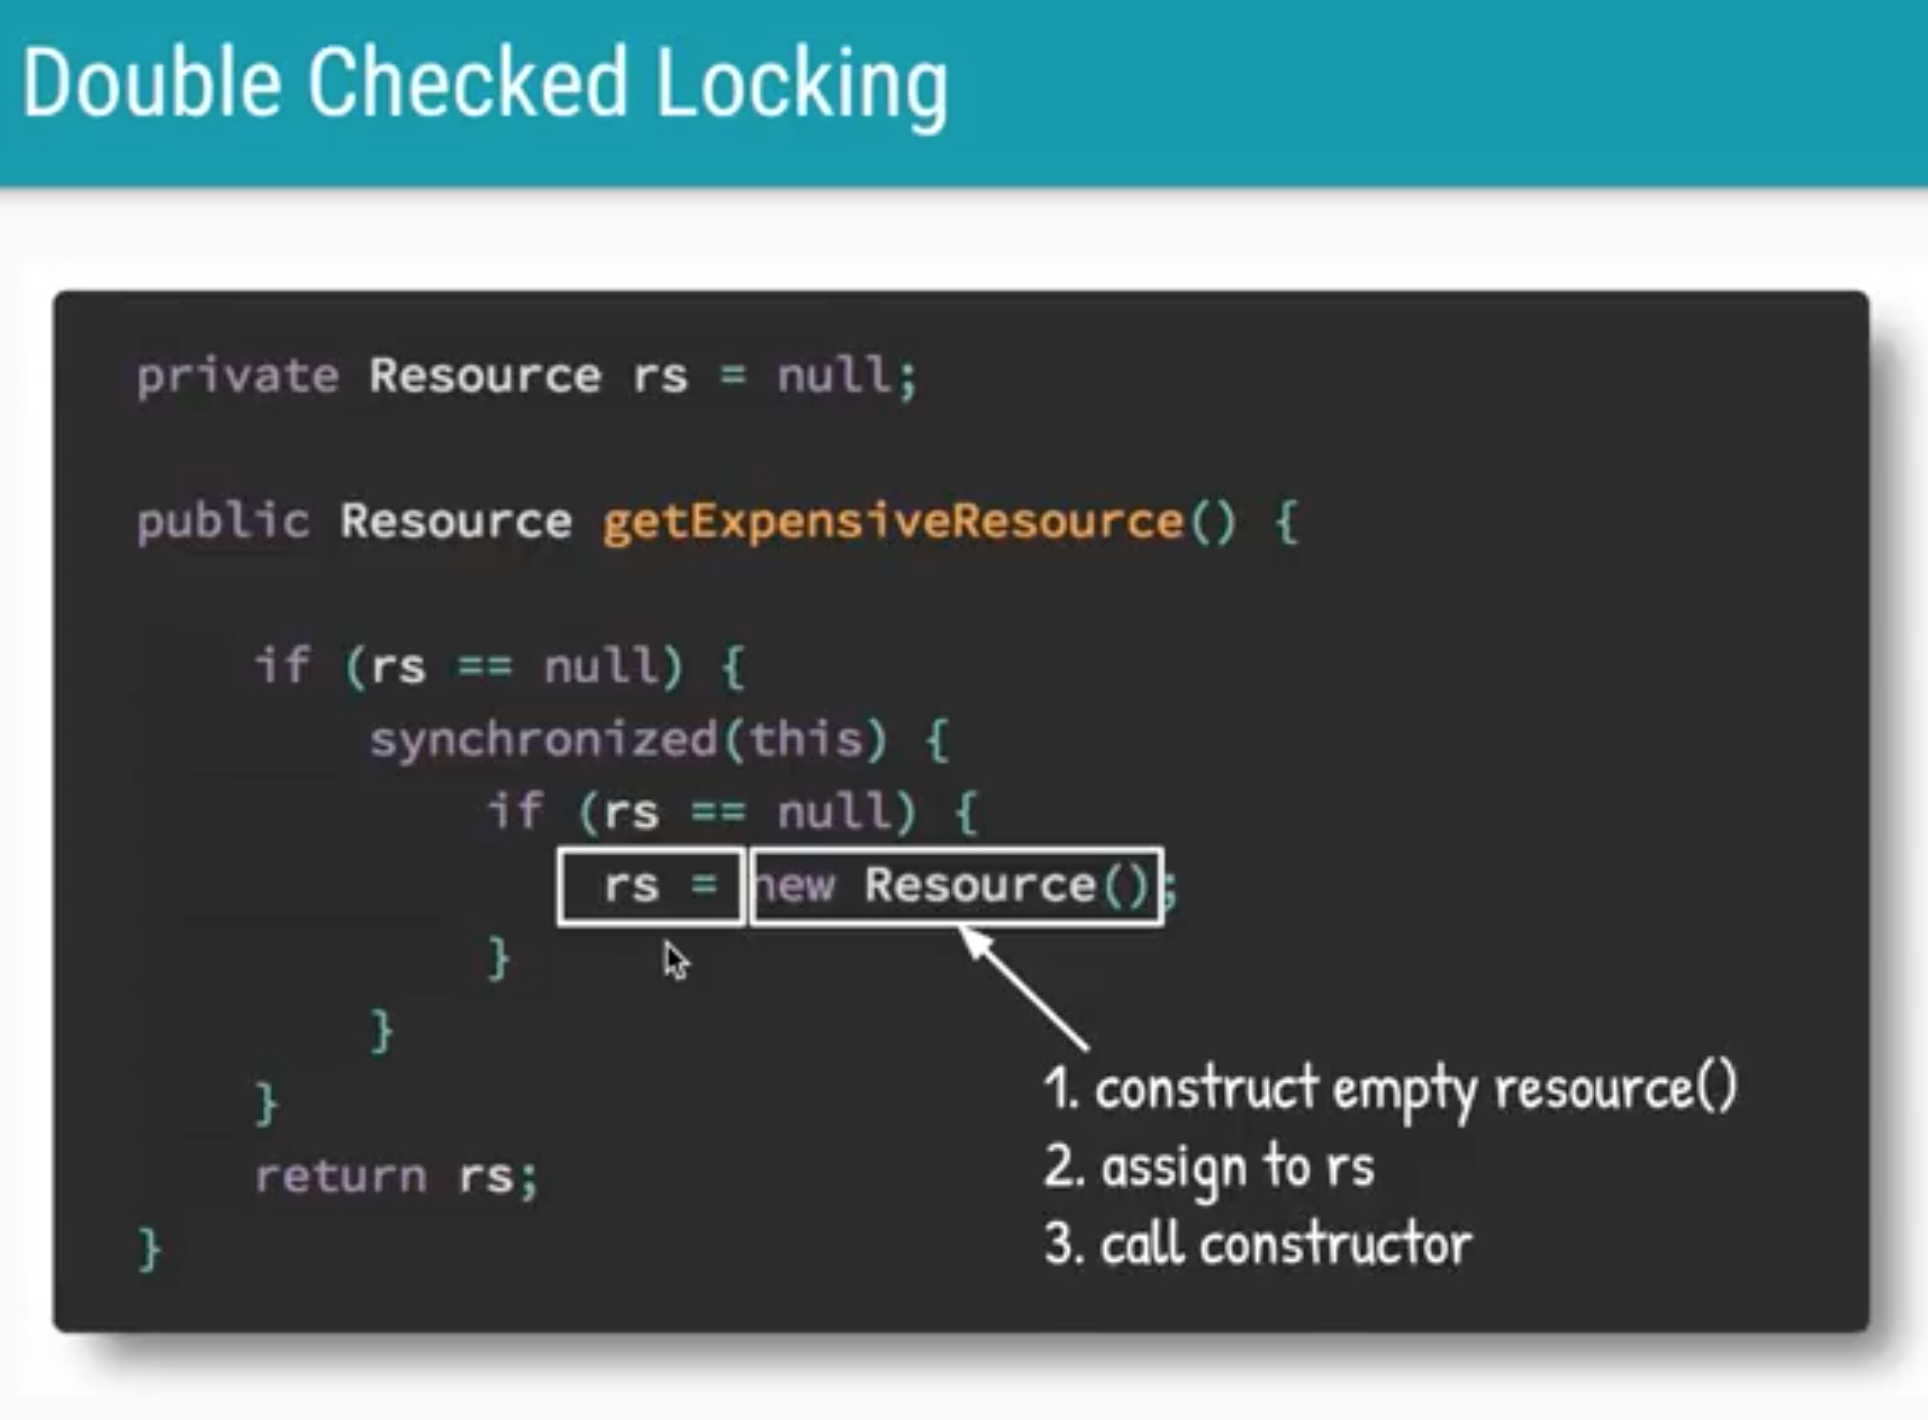 Double Checked Locking
private Resource rs = null;
public Resource getExpensiveResource() {
if (rs == null) {
synchronized(this) {
if (rs == null) {
rs = new Resource();
}
}
}
return rs;
}
1. construct empty resource()
2. assign to rs
3. call constructor